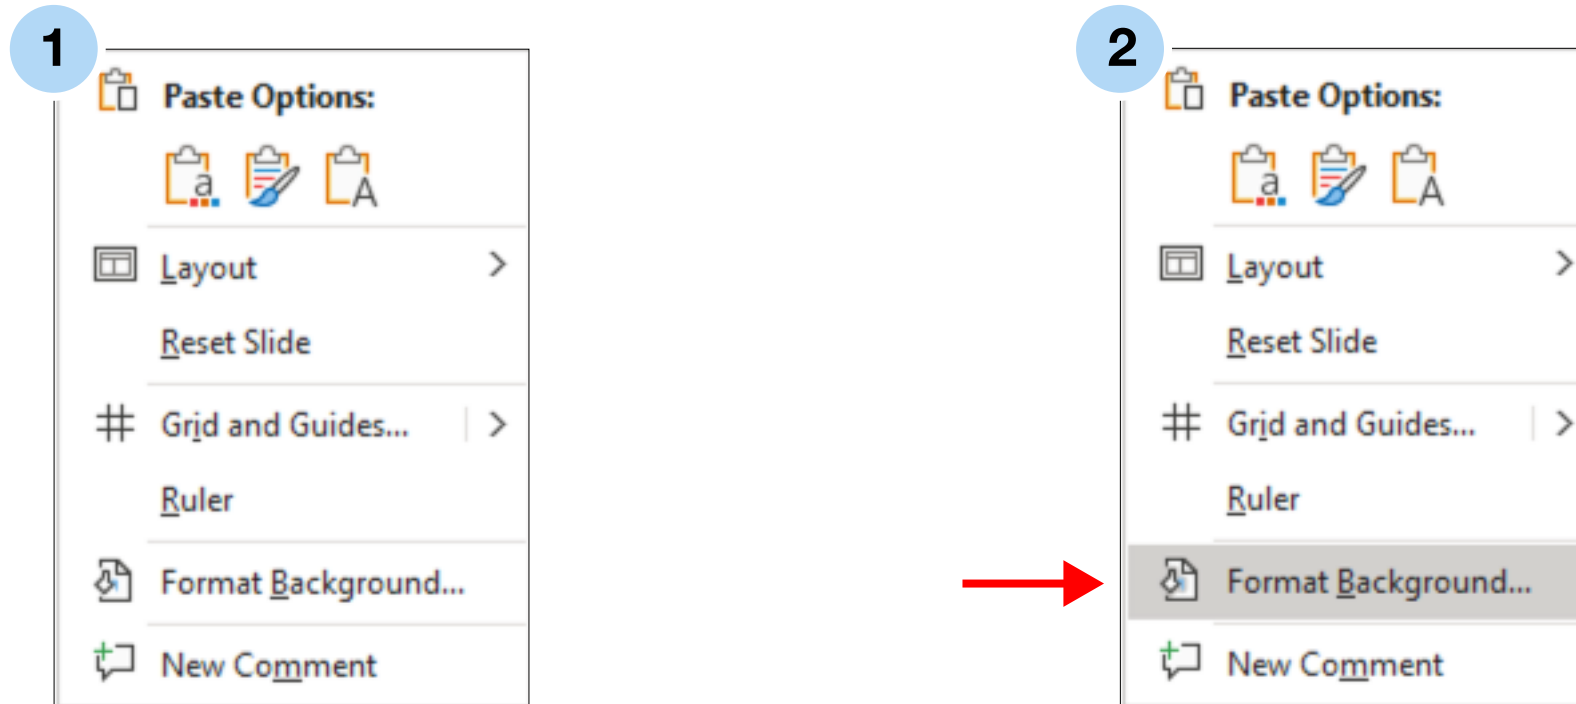 1
Paste Options:
Layout
Reset Slide
Grid and Guides...
Ruler
Format Background...
New Comment
2
Paste Options:
Layout
Reset Slide
Grid and Guides...
Ruler
Format Background...
New Comment